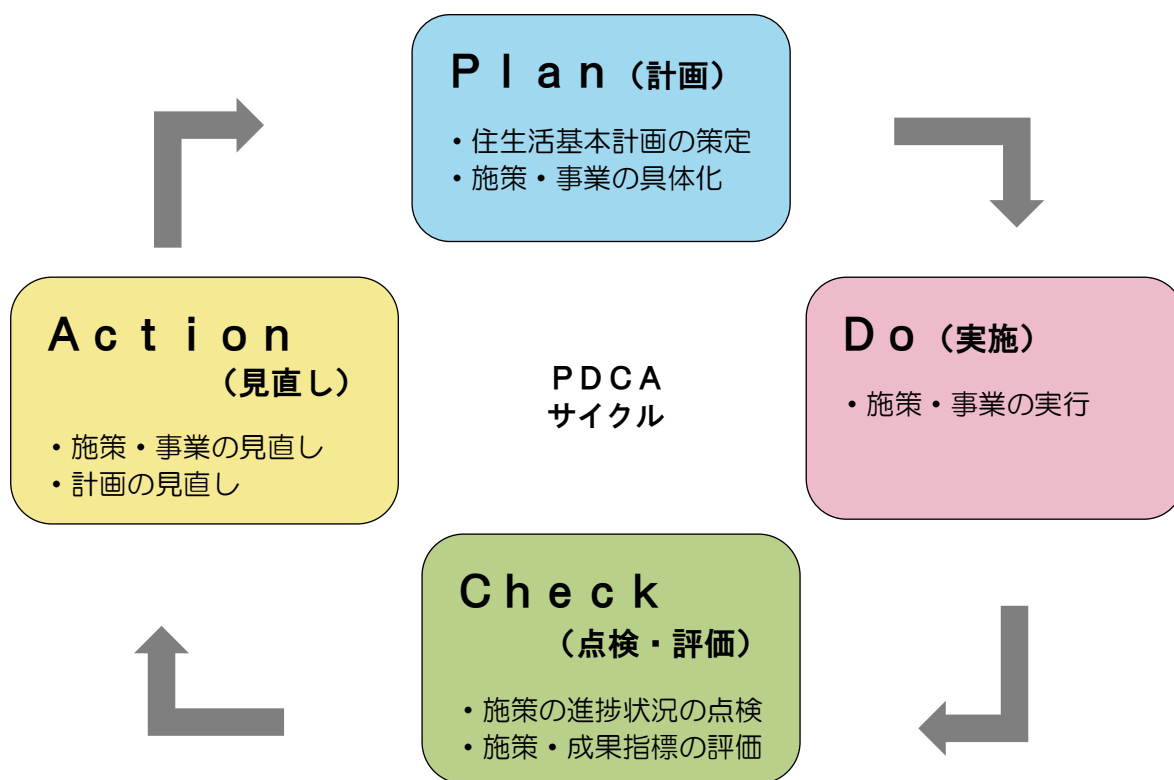 Ｐｌａｎ（計画）
・住生活基本計画の策定
・施策・事業の具体化
Ａｃｔｉｏｎ
（見直し）
・施策・事業の見直し
・計画の見直し
ＰＤＣＡ
サイクル
Ｄｏ（実施）
・施策・事業の実行
Ｃｈｅｃｋ
（点検・評価）
・施策の進捗状況の点検
・施策・成果指標の評価